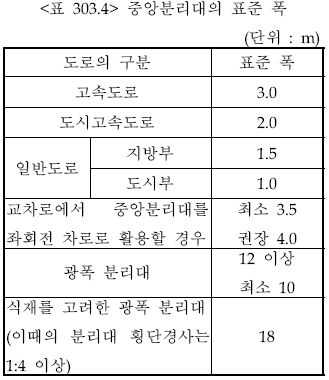 <표 303.4> 중앙분리대의 표준 폭
(단위 : m)
도로의 구분 표준 폭
고속도로 3.0
도시고속도로 2.0
일반도로 지방부 1.5
도시부 1.0
교차로에서 중앙분리대를 최소 3.5
좌회전 차로로 활용할 경우 권장 4.0
광폭 분리대 12 이상
최소 10
식재를 고려한 광폭 분리대
(이때의 분리대 횡단경사는 18
1:4 이상)